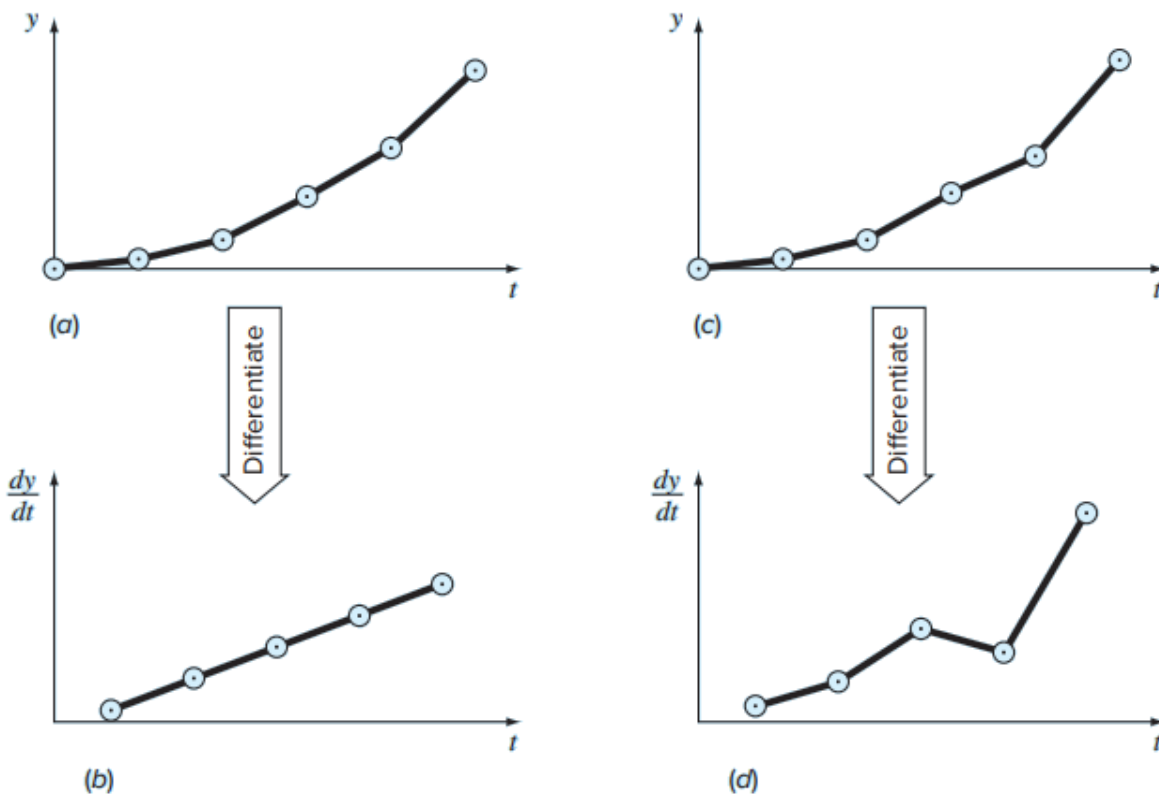 y
t
(a)
Differentiate
dy
dt
t
(b)
y
t
(c)
Differentiate
dy
dt
t
(d)